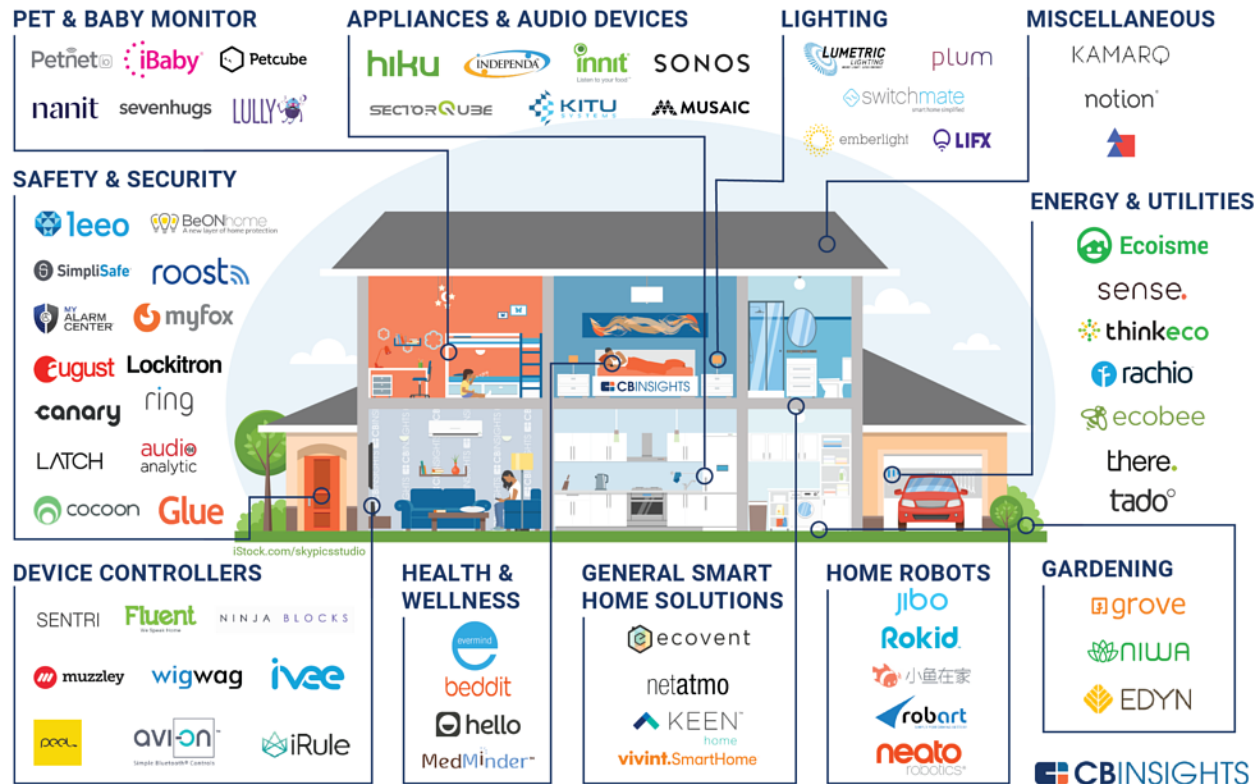 PET & BABY MONITOR
Petnet io
iBaby
Petcube
nanit
sevenhugs
LULLY
APPLIANCES & AUDIO DEVICES
hiku
INDEPENDA
innit
Listen to your food
SONOS
SECTORQUBE
KITU
SYSTEMS
MUSAIC
LIGHTING
LUMETRIC
LIGHTING
plum
switchmate
smart home simplified
emberlight
LIFX
MISCELLANEOUS
KAMARQ
notion
SAFETY & SECURITY
leeo
BeONhome
A new layer of home protection
SimpliSafe
roost
MY
ALARM
CENTER
myfox
august
Lockitron
canary
ring
LATCH
audio
analytic
cocoon
Glue
ENERGY & UTILITIES
Ecoisme
sense.
thinkeco
rachio
ecobee
there.
tado°
CBINSIGHTS
CBINSIGHTS
iStock.com/skypicsstudio
DEVICE CONTROLLERS
SENTRI
Fluent
We Speak Home
NINJA BLOCKS
muzzley
wigwag
ivee
peel
avi-on™
Simple Bluetooth® Controls
iRule
HEALTH &
WELLNESS
evermind
e
beddit
hello
MedMinder™
GENERAL SMART
HOME SOLUTIONS
ecovent
netatmo
KEEN™
home
vivint.SmartHome
HOME ROBOTS
jibo
Rokid
小鱼在家
robart
neato
robotics
GARDENING
grove
NIWA
EDYN
CBINSIGHTS